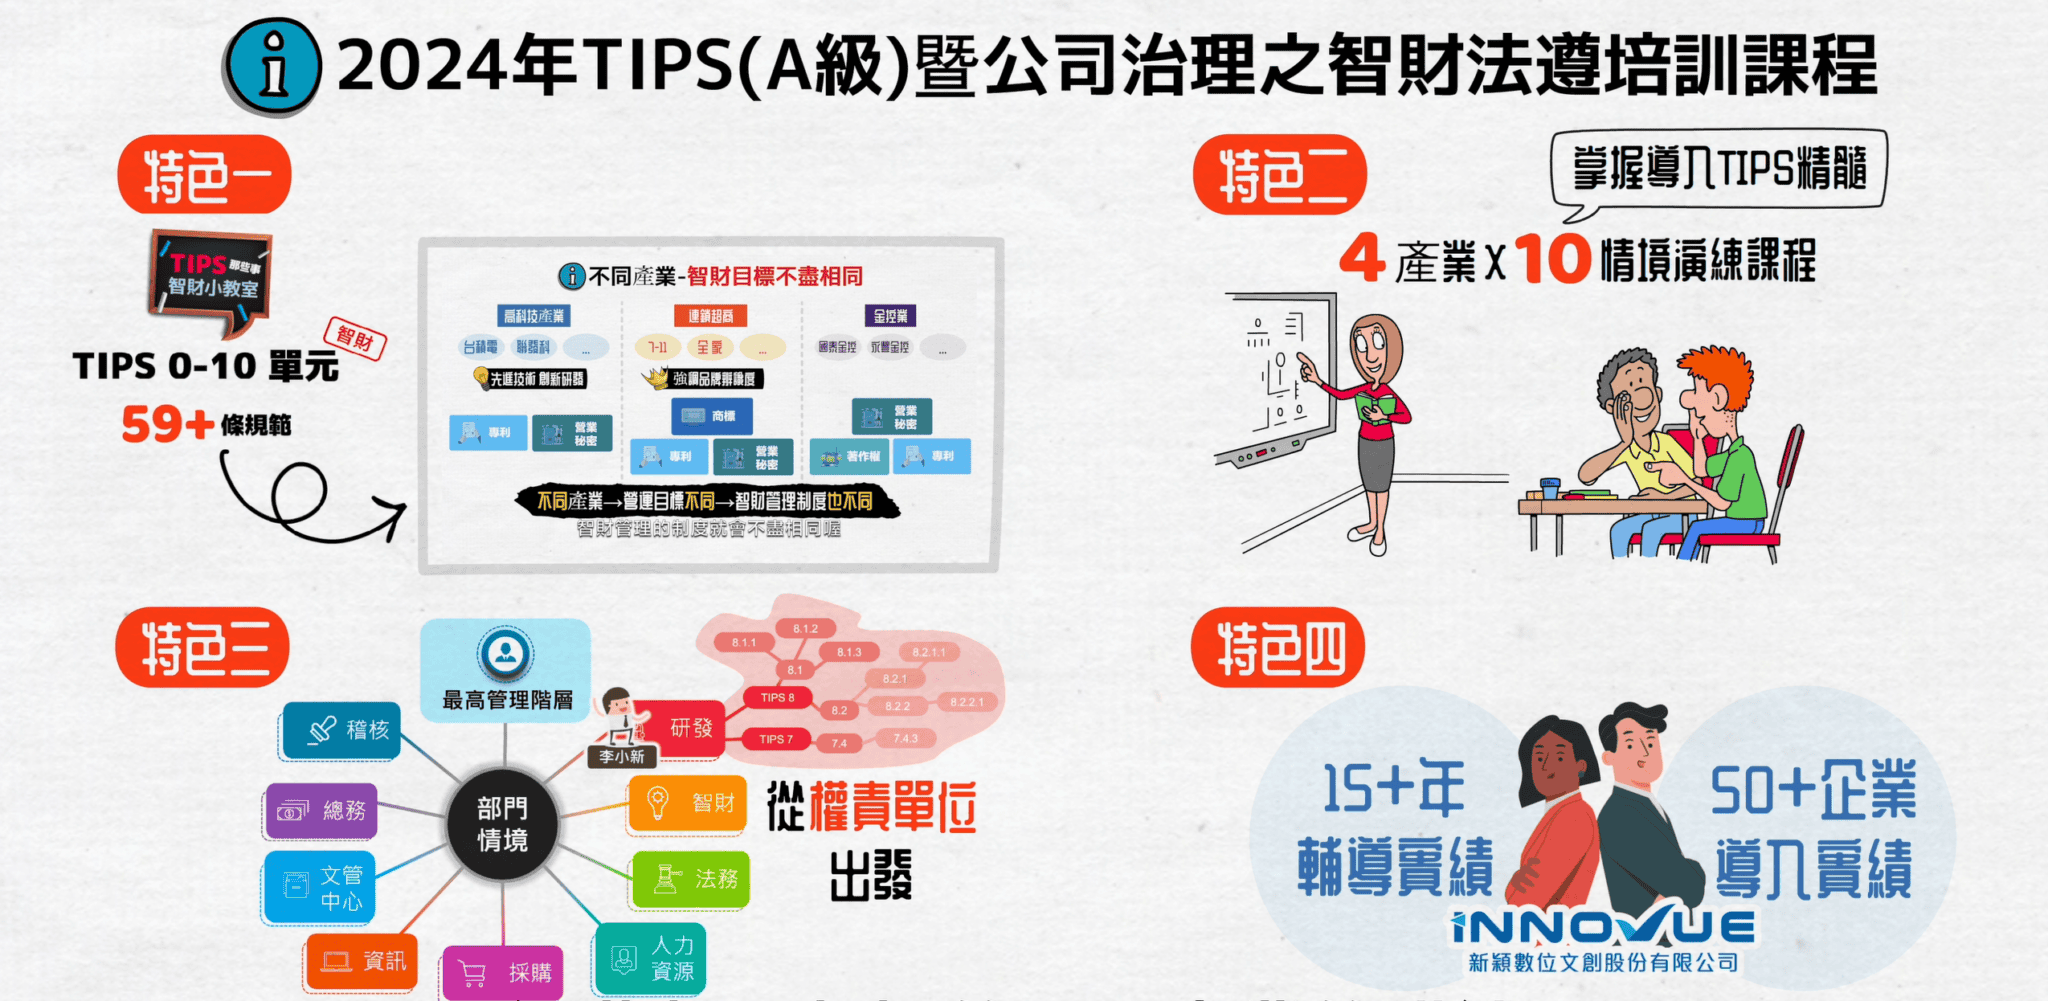 2024年TIPS(A級)暨公司治理之智財法遵培訓課程
特色一
TIPS那些事
智財小教室
智財
TIPS 0-10 單元
59+條規範
不同產業-智財目標不盡相同
高科技產業
連鎖超商
金控業
台積電
聯發科
...
7-11
全家
...
國泰金控
永豐金控
...
先進技術 創新研發
強調品牌辨識度
專利
營業
秘密
商標
專利
營業
秘密
營業
秘密
著作權
專利
不同產業→營運目標不同→智財管理制度也不同
智財管理的制度就會不盡相同喔
特色二
掌握導入TIPS精髓
4產業X10情境演練課程
特色三
最高管理階層
部門
情境
稽核
總務
文管
中心
資訊
採購
人力
資源
法務
智財
研發
李小新
TIPS 8
8.1
8.1.1
8.1.2
8.1.3
8.2
8.2.1
8.2.1.1
8.2.2
8.2.2.1
TIPS 7
7.4
7.4.3
從權責單位
出發
特色四
15+年
輔導實績
50+企業
導入實績
INNOVUE
新穎數位文創股份有限公司